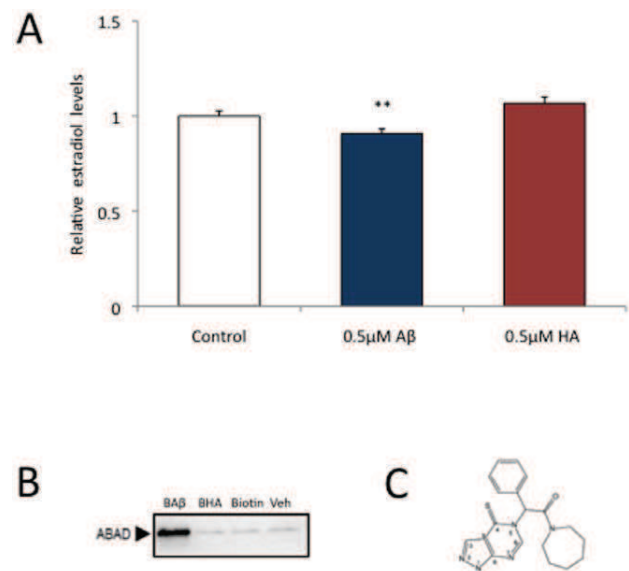 A
1.5
**
1
0.5
0
Relative estradiol levels
Control 0.5μM Aβ 0.5μM HA
B
BAβ BHA Biotin Veh
ABAD
C